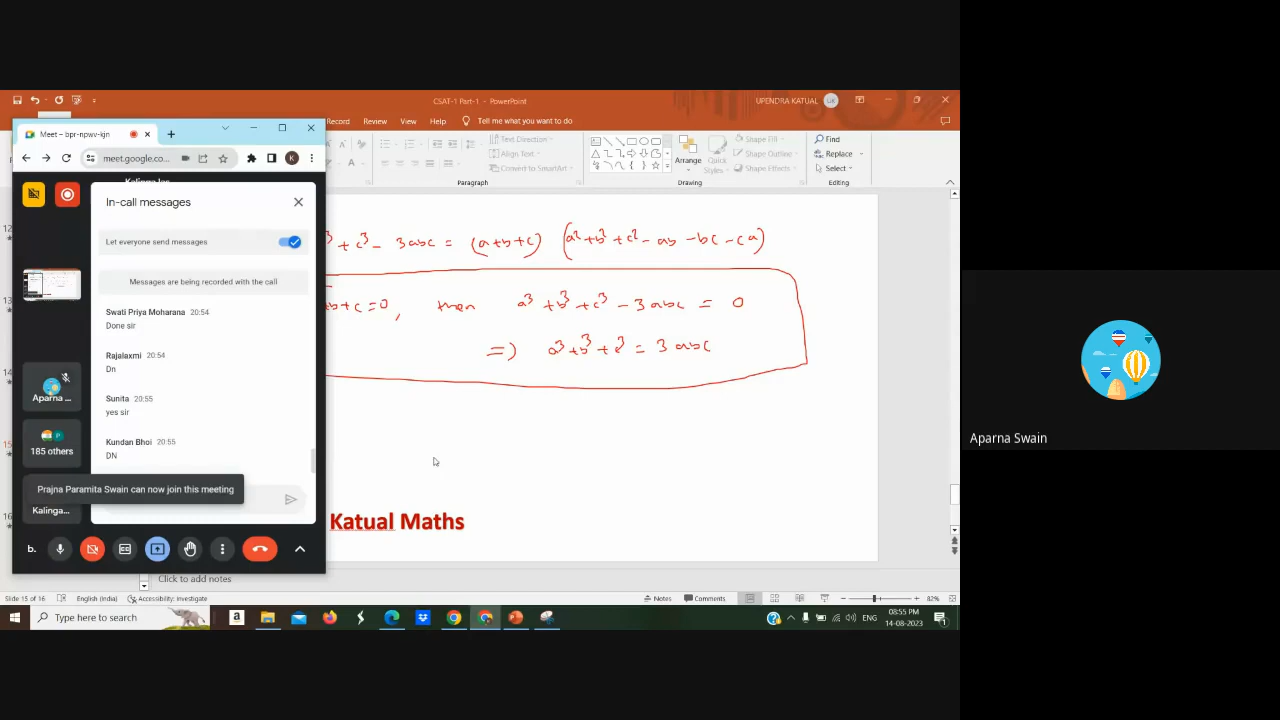 CSAT-1 Part-1 - PowerPoint
UPENDRA KATUAL UK
Record Review View Help Tell me what you want to do
Meet – bpr-npwv-kjn
meet.google.co...
K
Text Direction
Align Text
Convert to SmartArt
Paragraph
Arrange
Quick
Styles
Shape Fill
Shape Outline
Shape Effects
Drawing
Find
Replace
Select
Editing
In-call messages
Let everyone send messages
Messages are being recorded with the call
Swati Priya Moharana 20:54
Done sir
Rajalaxmi 20:54
Dn
Sunita 20:55
yes sir
Kundan Bhoi 20:55
DN
Aparna ...
185 others
Prajna Paramita Swain can now join this meeting
Kalinga...
b.
³ + c³ - 3abc = (a+b+c) (a²+b²+c²-ab-bc-ca)
b+c=0, then a³+b³+c³-3abc = 0
=) a³+b³+c³ = 3abc
Katual Maths
Click to add notes
Slide 15 of 16 English (India) Accessibility: Investigate Notes Comments 82%
Type here to search
ENG
08:55 PM
14-08-2023
Aparna Swain